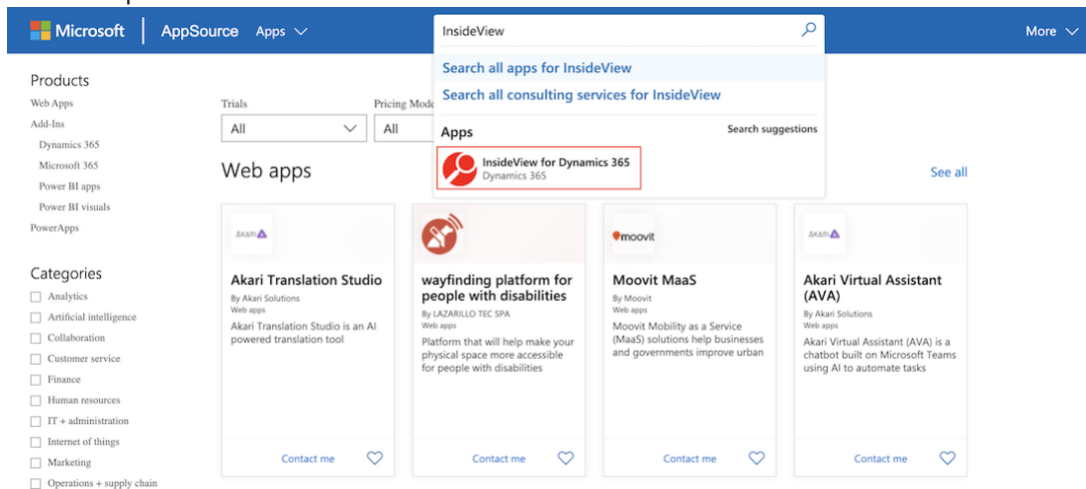 Microsoft
AppSource
Apps
InsideView
More
Search all apps for InsideView
Search all consulting services for InsideView
Apps
Search suggestions
InsideView for Dynamics 365
Dynamics 365
Products
Web Apps
Add-Ins
Dynamics 365
Microsoft 365
Power BI apps
Power BI visuals
PowerApps
Categories
Analytics
Artificial intelligence
Collaboration
Customer service
Finance
Human resources
IT + administration
Internet of things
Marketing
Operations + supply chain
Trials
All
Pricing Mode
All
Web apps
See all
AKARI
Akari Translation Studio
By Akari Solutions
Web apps
Akari Translation Studio is an AI
powered translation tool
Contact me
wayfinding platform for
people with disabilities
By LAZARILLO TEC SPA
Web apps
Platform that will help make your
physical space more accessible
for people with disabilities
Contact me
moovit
Moovit MaaS
By Moovit
Web apps
Moovit Mobility as a Service
(MaaS) solutions help businesses
and governments improve urban
Contact me
AKARI
Akari Virtual Assistant
(AVA)
By Akari Solutions
Web apps
Akari Virtual Assistant (AVA) is a
chatbot built on Microsoft Teams
using AI to automate tasks
Contact me